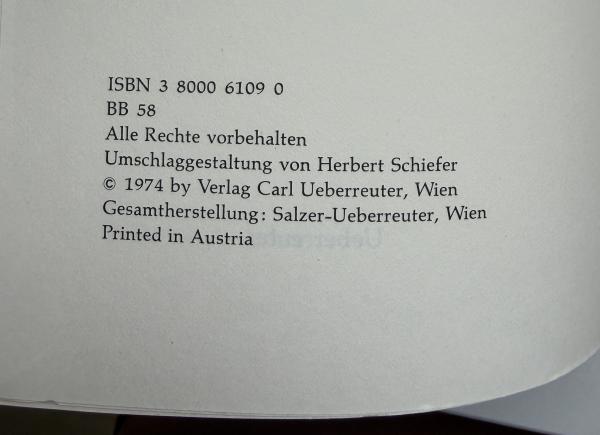 ISBN 3 8000 6109 0
BB 58
Alle Rechte vorbehalten
Umschlaggestaltung von Herbert Schiefer
© 1974 by Verlag Carl Ueberreuter, Wien
Gesamtherstellung: Salzer-Ueberreuter, Wien
Printed in Austria